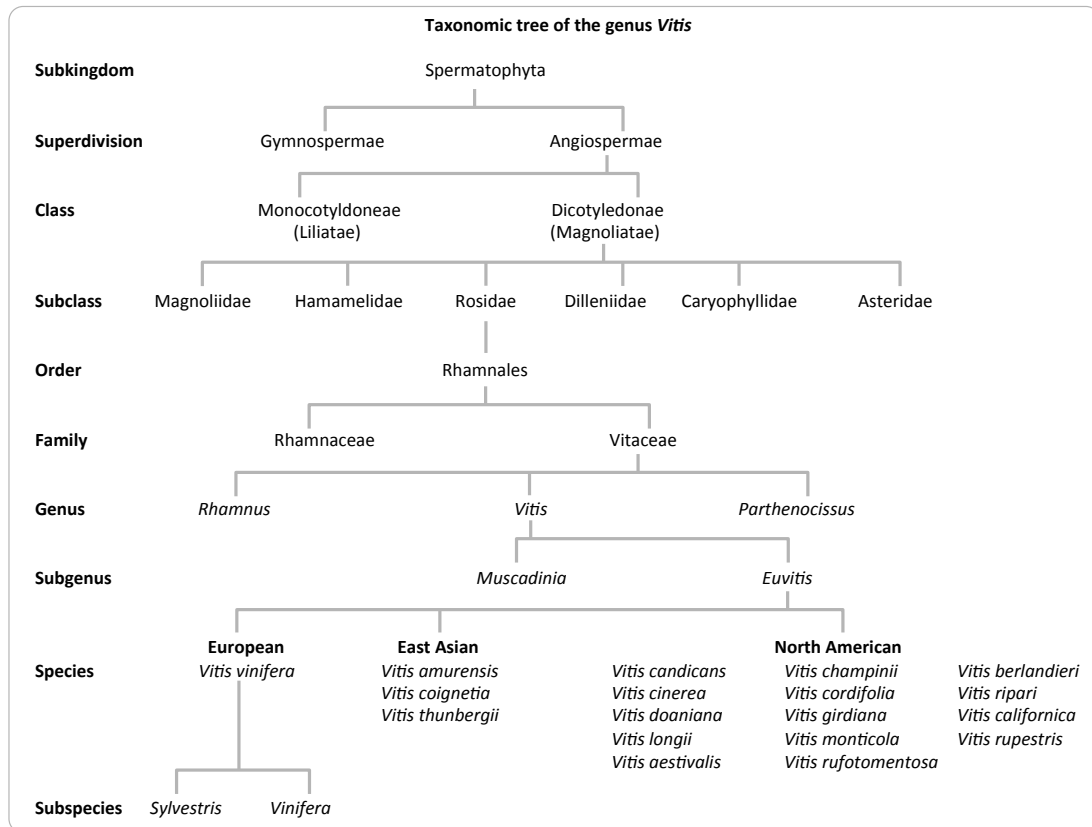 Taxonomic tree of the genus Vitis
Subkingdom Spermatophyta
Superdivision Gymnospermae Angiospermae
Class Monocotyldoneae Dicotyledonae
(Liliatae) (Magnoliatae)
Subclass Magnoliidae Hamamelidae Rosidae Dilleniidae Caryophyllidae Asteridae
Order Rhamnales
Family Rhamnaceae Vitaceae
Genus Rhamnus Vitis Parthenocissus
Subgenus Muscadinia Euvitis
European East Asian North American
Species Vitis vinifera Vitis amurensis Vitis candicans Vitis champinii Vitis berlandieri
Vitis coignetia Vitis cinerea Vitis cordifolia Vitis ripari
Vitis thunbergii Vitis doaniana Vitis girdiana Vitis californica
Vitis longii Vitis monticola Vitis rupestris
Vitis aestivalis Vitis rufotomentosa
Subspecies Sylvestris Vinifera